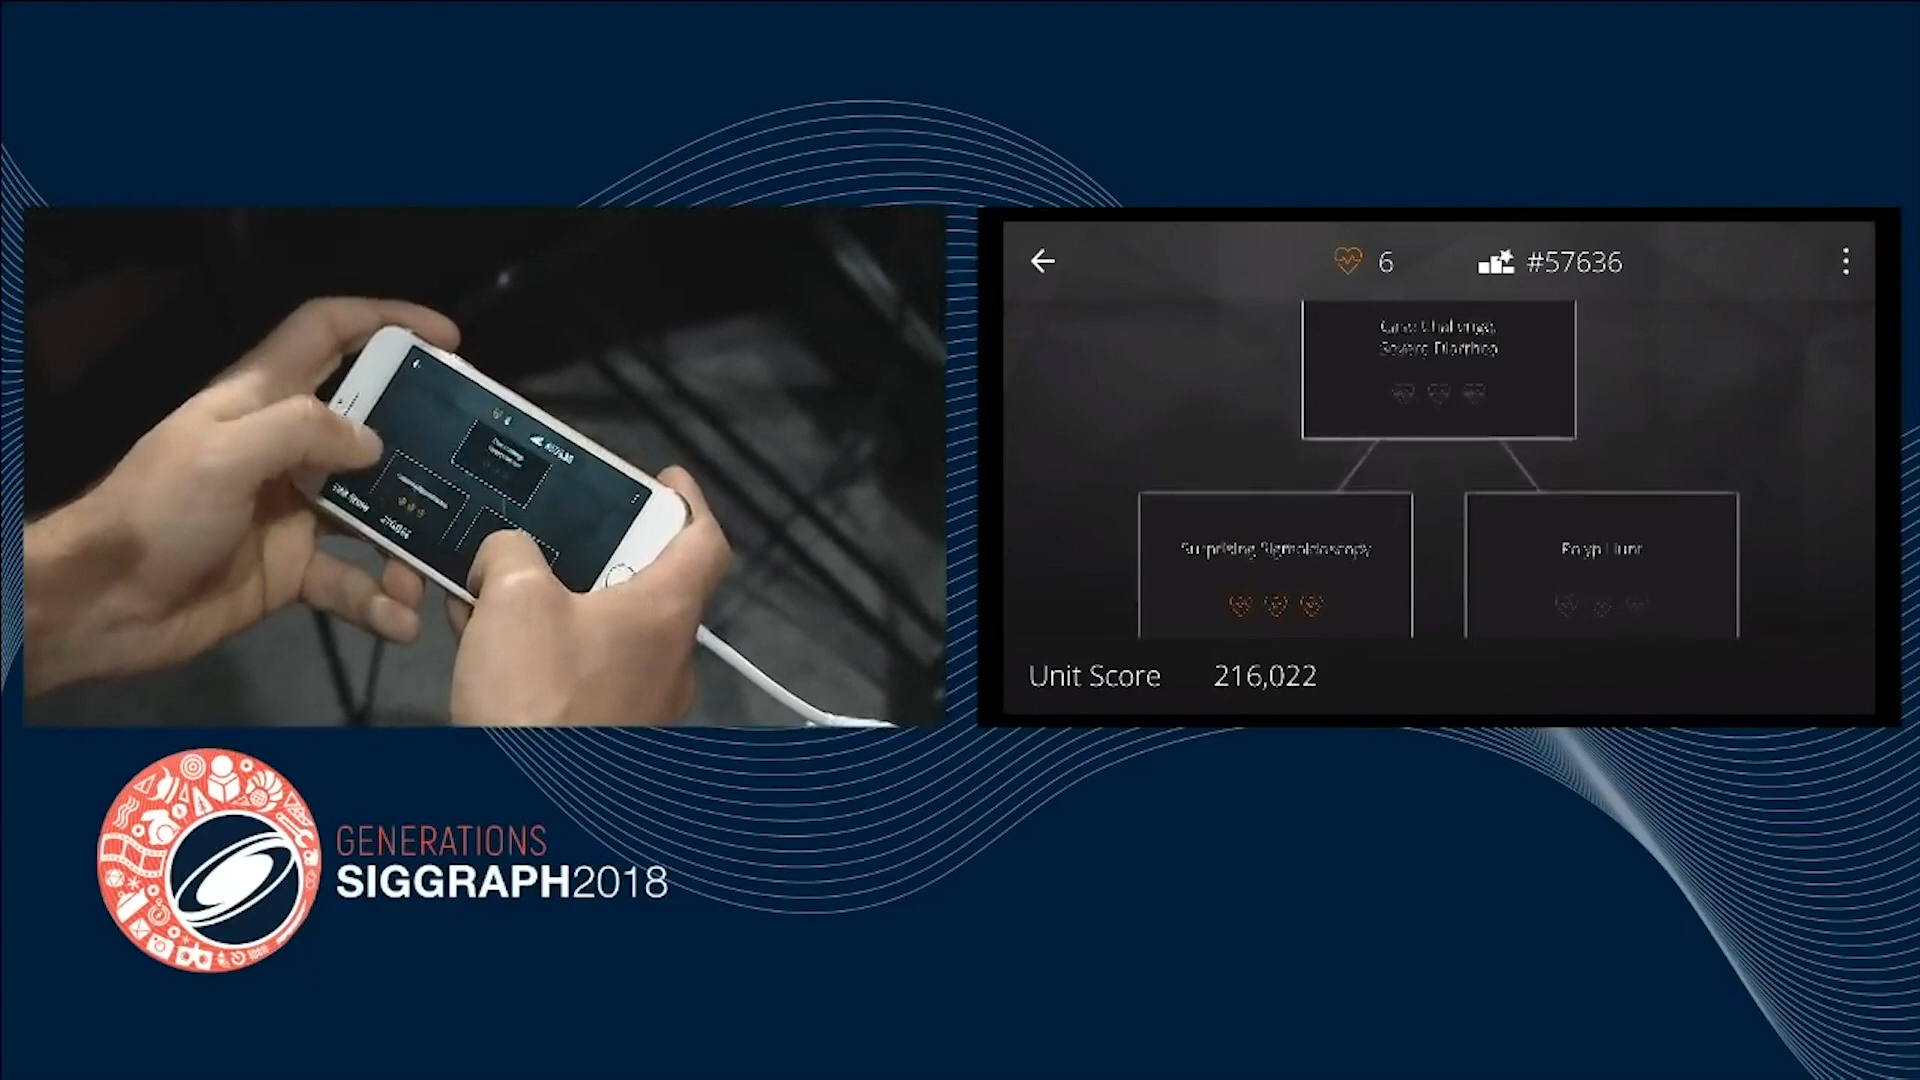 6
#57636
Case Challenge:
Severe Diarrhea
Surprising Sigmoidoscopy
Polyp Hunt
Unit Score 216,022
GENERATIONS
SIGGRAPH2018